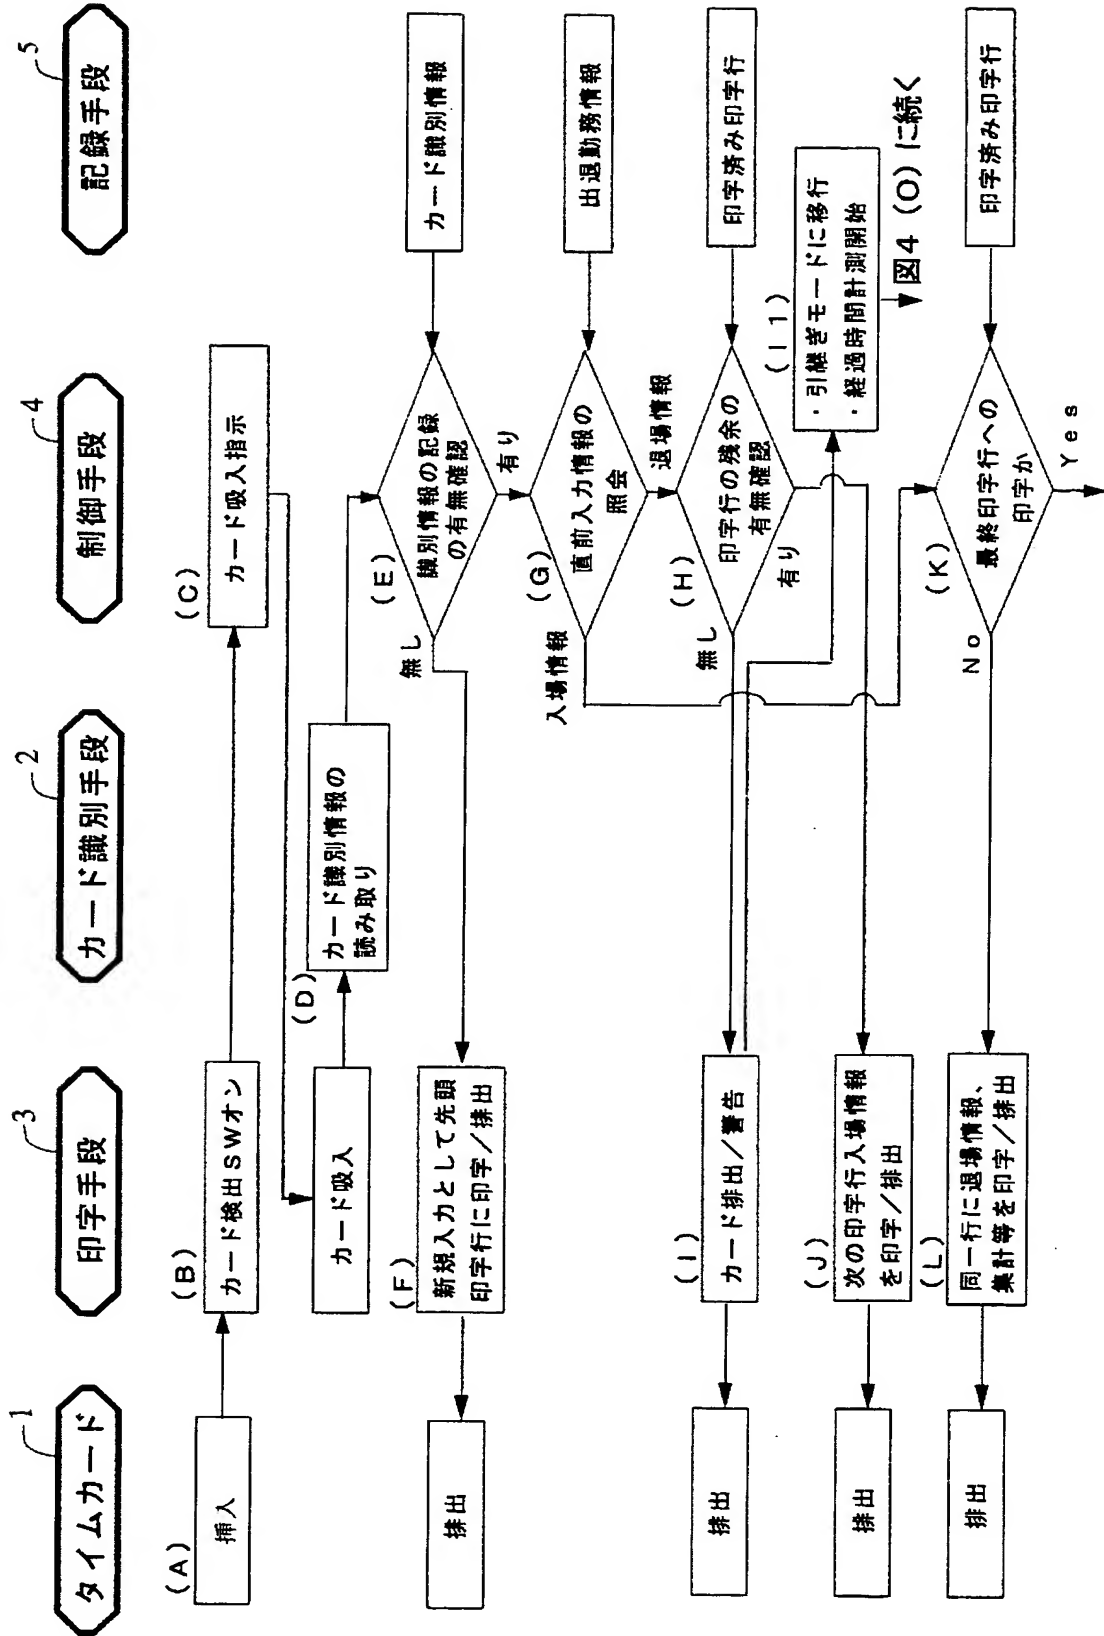 タイムカード
1
印字手段
3
カード識別手段
2
制御手段
4
記録手段
5
(A)
挿入
(B)
カード検出SWオン
(C)
カード吸入指示
カード吸入
(D)
カード識別情報の
読み取り
(E)
識別情報の記録
の有無確認
カード識別情報
無し
有り
(F)
新規入力として先頭
印字行に印字/排出
排出
(G)
直前入力情報の
照会
出退勤務情報
入場情報
退場情報
(H)
印字行の残余の
有無確認
印字済み印字行
無し
有り
(I)
カード排出/警告
排出
(I1)
・引継ぎモードに移行
・経過時間計測開始
図4(O)に続く
(J)
次の印字行入場情報
を印字/排出
排出
(K)
最終印字行への
印字か
印字済み印字行
No
Yes
(L)
同一行に退場情報、
集計等を印字/排出
排出